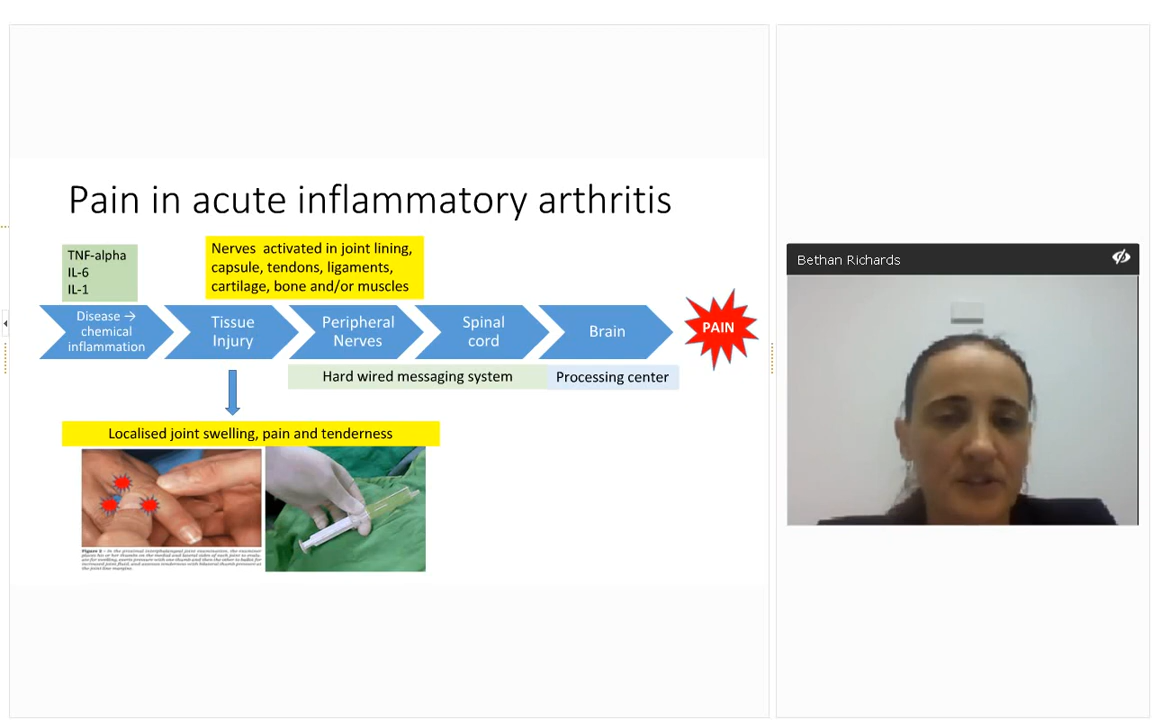 Pain in acute inflammatory arthritis
TNF-alpha
IL-6
IL-1
Nerves activated in joint lining,
capsule, tendons, ligaments,
cartilage, bone and/or muscles
Disease →
chemical
inflammation
Tissue
Injury
Peripheral
Nerves
Spinal
cord
Brain
PAIN
Hard wired messaging system
Processing center
Localised joint swelling, pain and tenderness
Bethan Richards